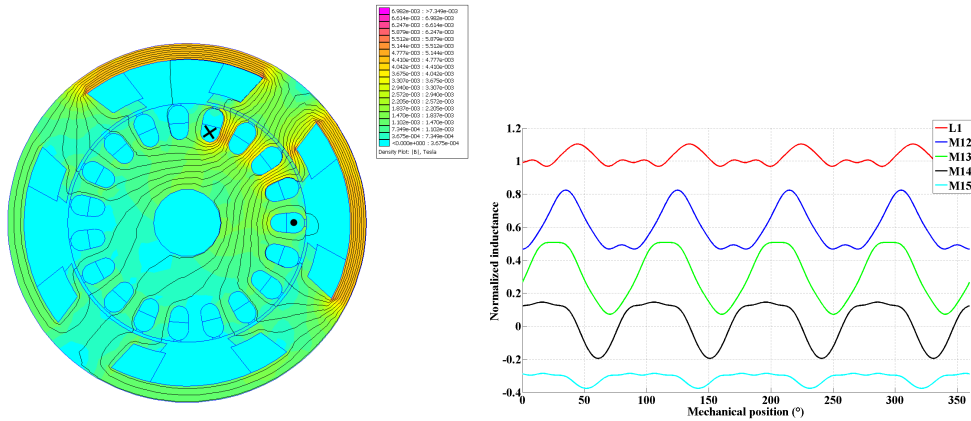 6.982e-003 : >7.349e-003
6.614e-003 : 6.982e-003
6.247e-003 : 6.614e-003
5.879e-003 : 6.247e-003
5.512e-003 : 5.879e-003
5.144e-003 : 5.512e-003
4.777e-003 : 5.144e-003
4.410e-003 : 4.777e-003
4.042e-003 : 4.410e-003
3.675e-003 : 4.042e-003
3.307e-003 : 3.675e-003
2.940e-003 : 3.307e-003
2.572e-003 : 2.940e-003
2.205e-003 : 2.572e-003
1.837e-003 : 2.205e-003
1.470e-003 : 1.837e-003
1.102e-003 : 1.470e-003
7.349e-004 : 1.102e-003
3.675e-004 : 7.349e-004
<0.000e+000 : 3.675e-004
Density Plot: |B|, Tesla
L1
M12
M13
M14
M15
Normalized inductance
1.2
1
0.8
0.6
0.4
0.2
0
-0.2
-0.4
0 50 100 150 200 250 300 350
Mechanical position (°)